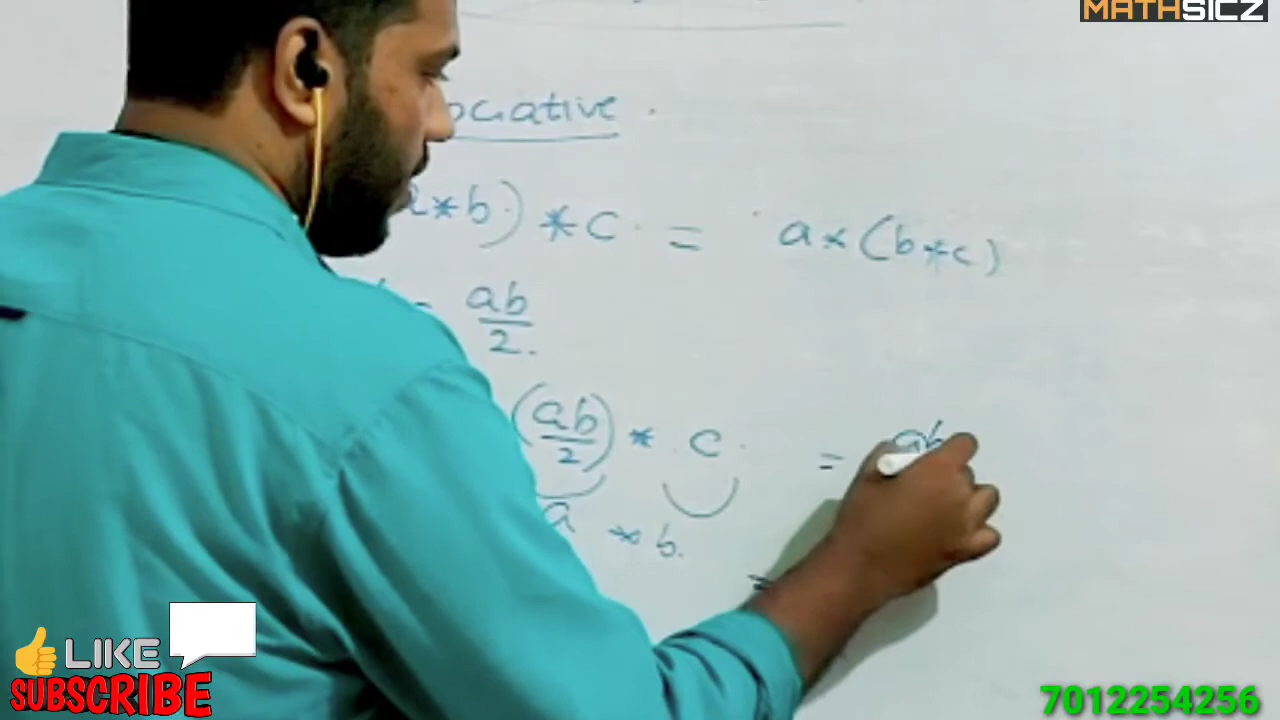 MATHSICZ
ociative.
a*b) * c = a*(b*c)
ab/2.
(ab/2) * c = ab
a * b. =
LIKE
SUBSCRIBE
7012254256